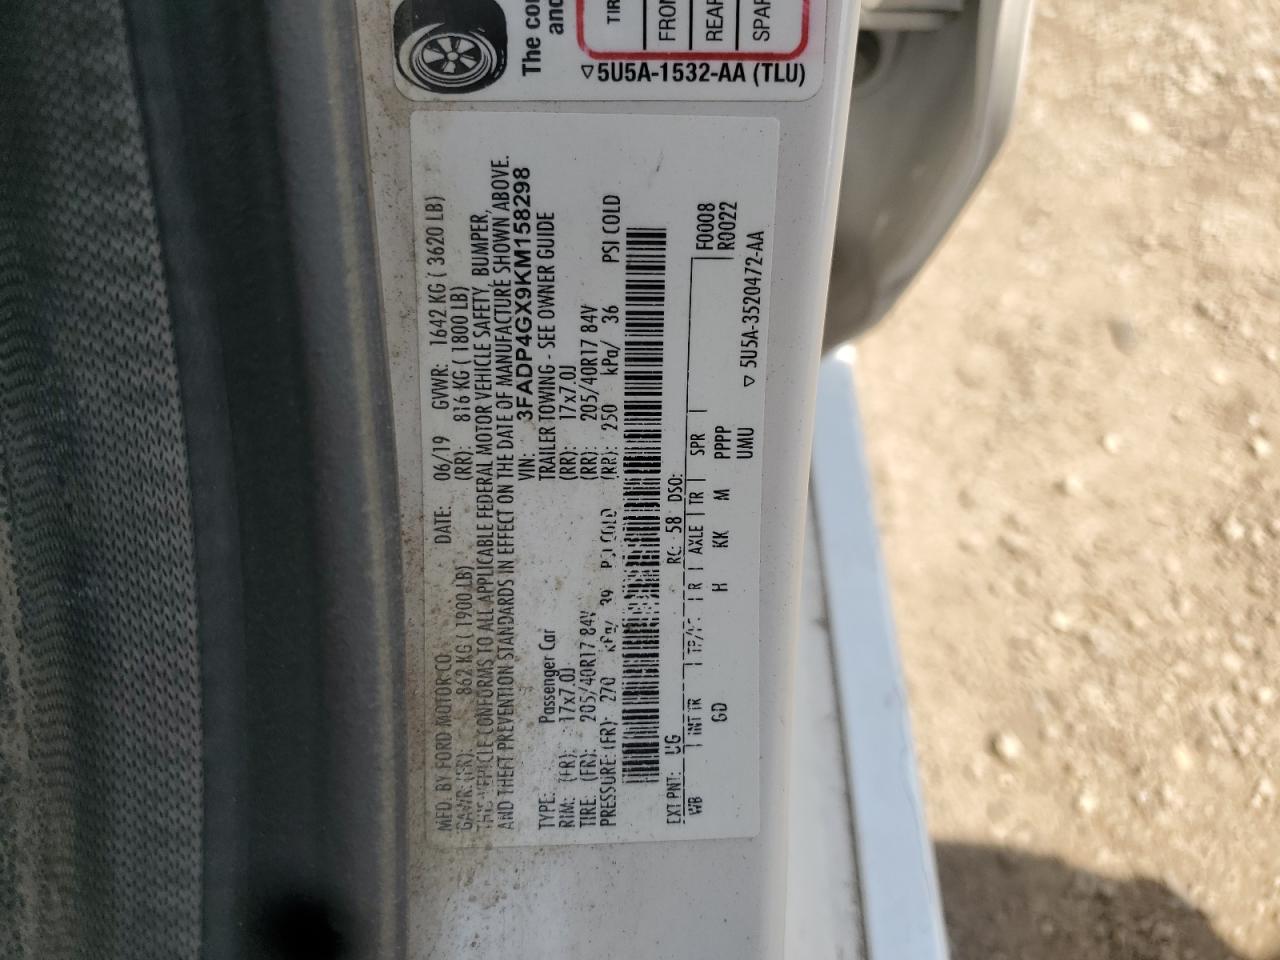 The co
and
TIR
FRON
REAR
SPAR
▽5U5A-1532-AA (TLU)
MFD. BY FORD MOTOR CO. DATE: 06/19 GVWR: 1642 KG ( 3620 LB)
GAWR: (FR): 862 KG ( 1900 LB) (RR): 816 KG ( 1800 LB)
THIS VEHICLE CONFORMS TO ALL APPLICABLE FEDERAL MOTOR VEHICLE SAFETY, BUMPER,
AND THEFT PREVENTION STANDARDS IN EFFECT ON THE DATE OF MANUFACTURE SHOWN ABOVE.
VIN: 3FADP4GX9KM158298
TYPE: Passenger Car TRAILER TOWING - SEE OWNER GUIDE
RIM: (FR): 17x7.0J (RR): 17x7.0J
TIRE: (FR): 205/40R17 84V (RR): 205/40R17 84V
PRESSURE: (FR): 270 kPa/ 39 PSI COLD (RR): 250 kPa/ 36 PSI COLD
EXT PNT: UG RC: 58 DSO: F0008
WB INT TR TP/PS R AXLE TR SPR R0022
GD H KK M PPPP
UMU
▽ 5U5A-3520472-AA